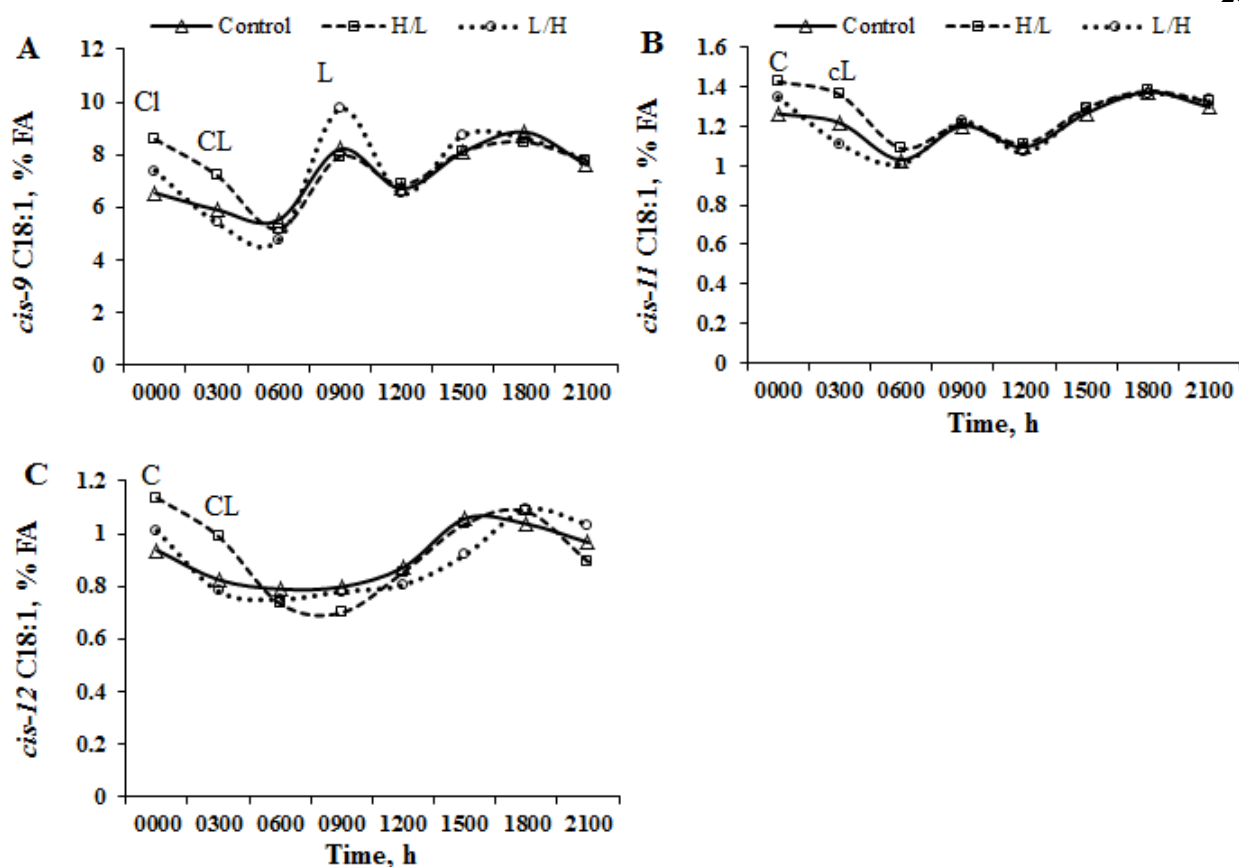 Control H/L L/H
A
cis-9 C18:1, % FA
12
10
8
6
4
2
0
Cl
CL
L
0000 0300 0600 0900 1200 1500 1800 2100
Control H/L L/H
B
cis-11 C18:1, % FA
1.6
1.4
1.2
1
0.8
0.6
0.4
0.2
0
C
cL
0000 0300 0600 0900 1200 1500 1800 2100
Time, h
C
cis-12 C18:1, % FA
1.2
1
0.8
0.6
0.4
0.2
0
C
CL
0000 0300 0600 0900 1200 1500 1800 2100
Time, h